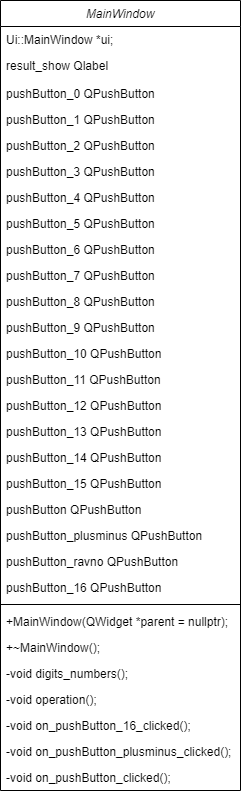 MainWindow
Ui::MainWindow *ui;
result_show Qlabel
pushButton_0 QPushButton
pushButton_1 QPushButton
pushButton_2 QPushButton
pushButton_3 QPushButton
pushButton_4 QPushButton
pushButton_5 QPushButton
pushButton_6 QPushButton
pushButton_7 QPushButton
pushButton_8 QPushButton
pushButton_9 QPushButton
pushButton_10 QPushButton
pushButton_11 QPushButton
pushButton_12 QPushButton
pushButton_13 QPushButton
pushButton_14 QPushButton
pushButton_15 QPushButton
pushButton QPushButton
pushButton_plusminus QPushButton
pushButton_ravno QPushButton
pushButton_16 QPushButton
+MainWindow(QWidget *parent = nullptr);
+~MainWindow();
-void digits_numbers();
-void operation();
-void on_pushButton_16_clicked();
-void on_pushButton_plusminus_clicked();
-void on_pushButton_clicked();